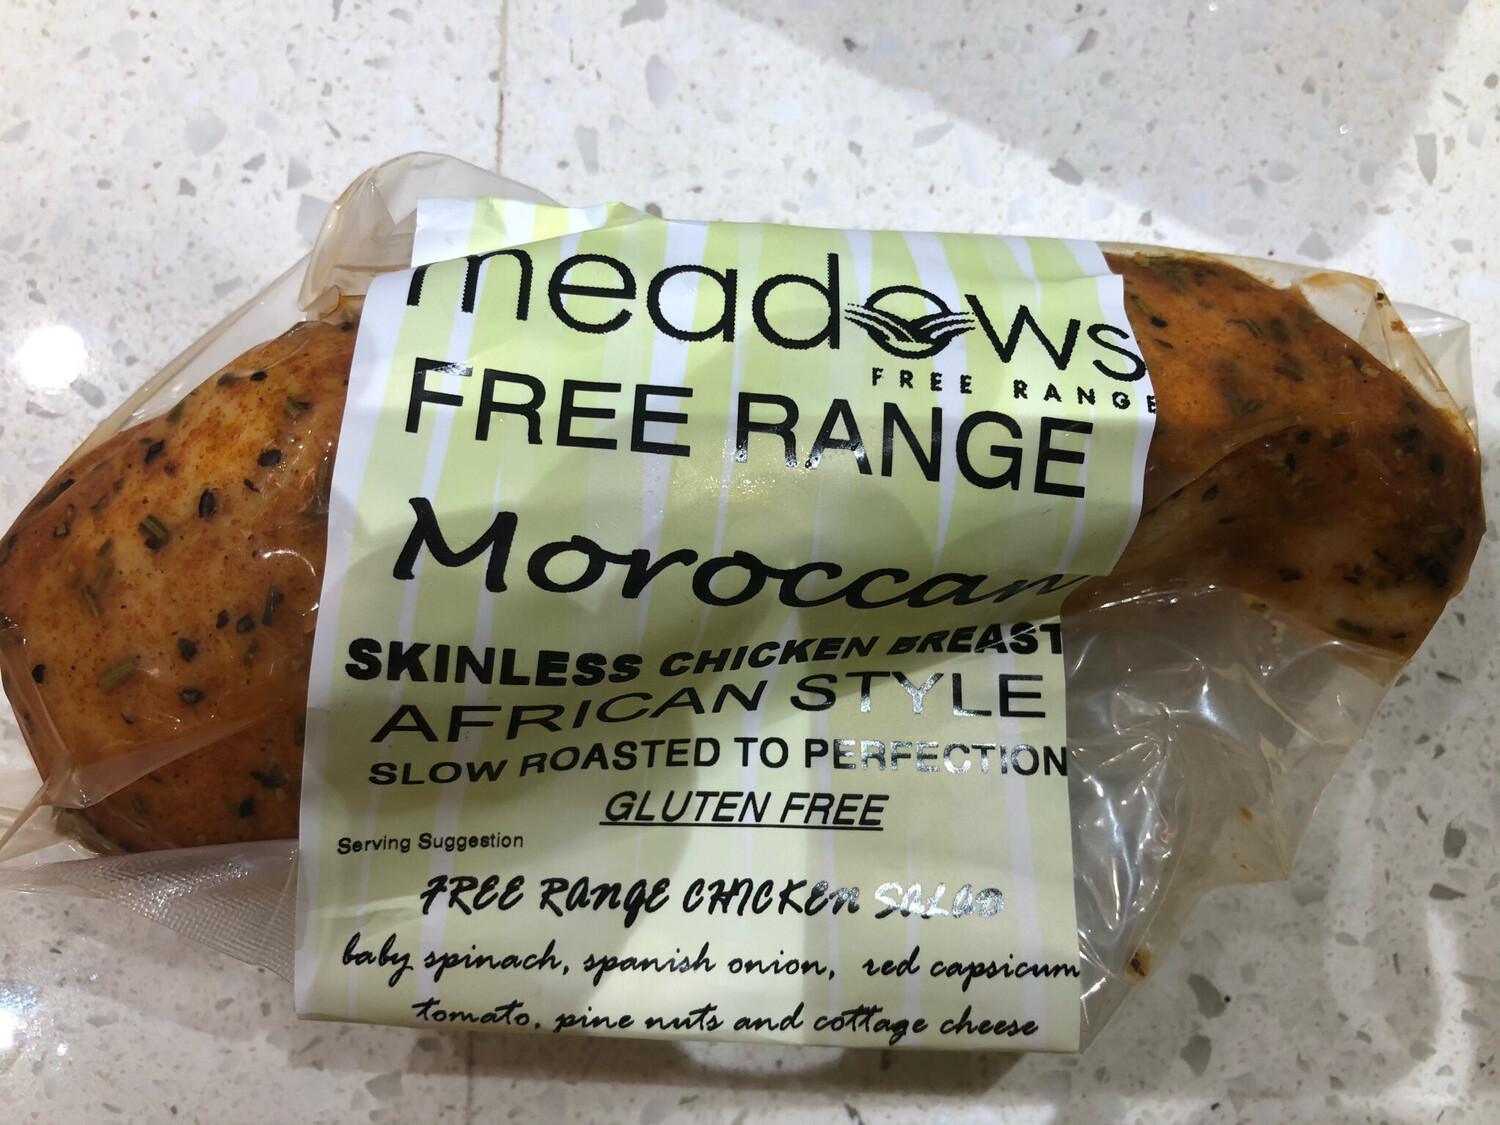 meadows
FREE RANGE
FREE RANGE
Moroccan
SKINLESS CHICKEN BREAST
AFRICAN STYLE
SLOW ROASTED TO PERFECTION
GLUTEN FREE
Serving Suggestion
FREE RANGE CHICKEN SALAD
baby spinach, spanish onion, red capsicum
tomato, pine nuts and cottage cheese